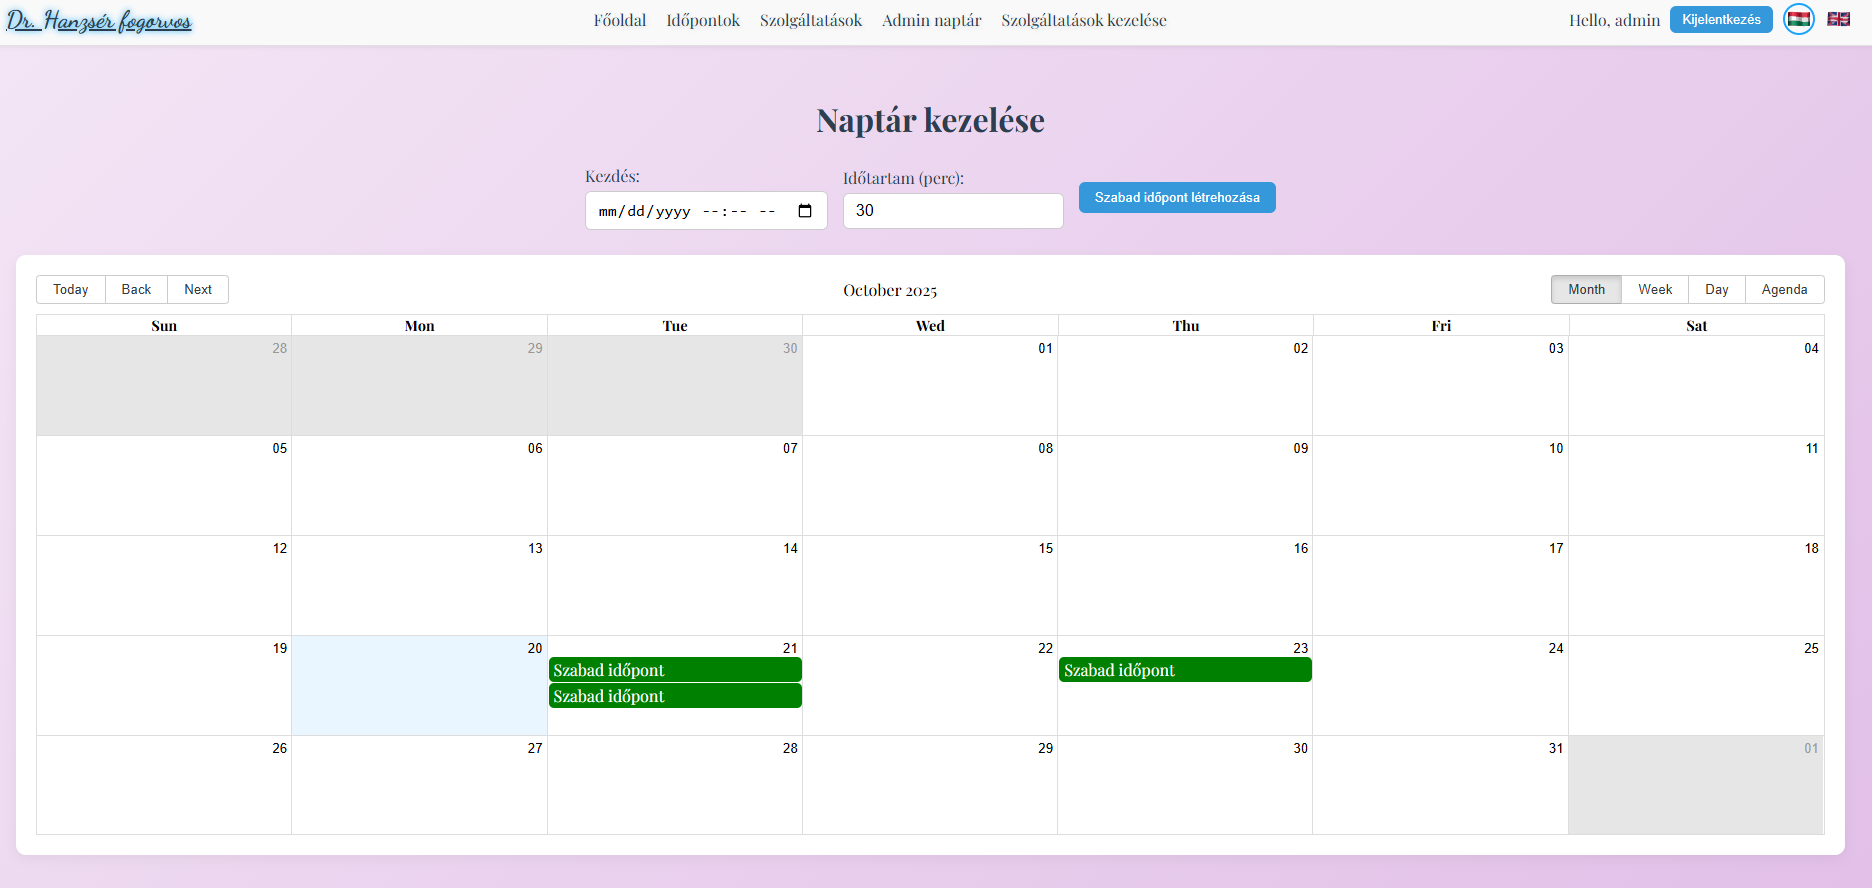 Dr. Hanzsér fogorvos
Főoldal Időpontok Szolgáltatások Admin naptár Szolgáltatások kezelése
Hello, admin Kijelentkezés
Naptár kezelése
Kezdés: Időtartam (perc):
mm/dd/yyyy --:-- -- 30 Szabad időpont létrehozása
Today Back Next October 2025 Month Week Day Agenda
Sun Mon Tue Wed Thu Fri Sat
28 29 30 01 02 03 04
05 06 07 08 09 10 11
12 13 14 15 16 17 18
19 20 21 22 23 24 25
Szabad időpont Szabad időpont
Szabad időpont
26 27 28 29 30 31 01